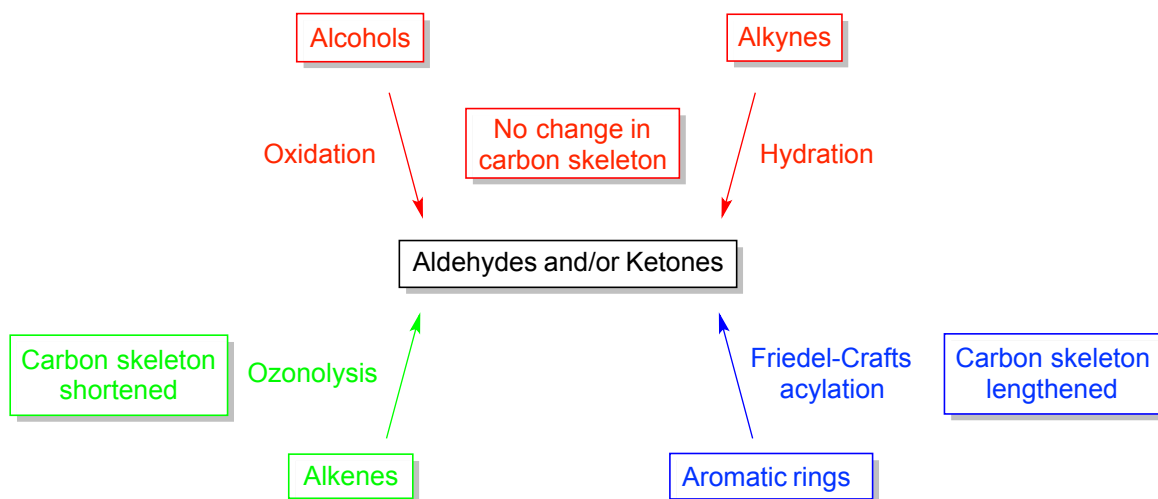 Alcohols
Alkynes
No change in
carbon skeleton
Oxidation
Hydration
Aldehydes and/or Ketones
Carbon skeleton
shortened
Ozonolysis
Friedel-Crafts
acylation
Carbon skeleton
lengthened
Alkenes
Aromatic rings